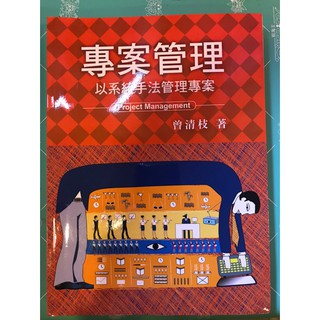 專案管理
以系統手法管理專案
Project Management
曾清枝 著